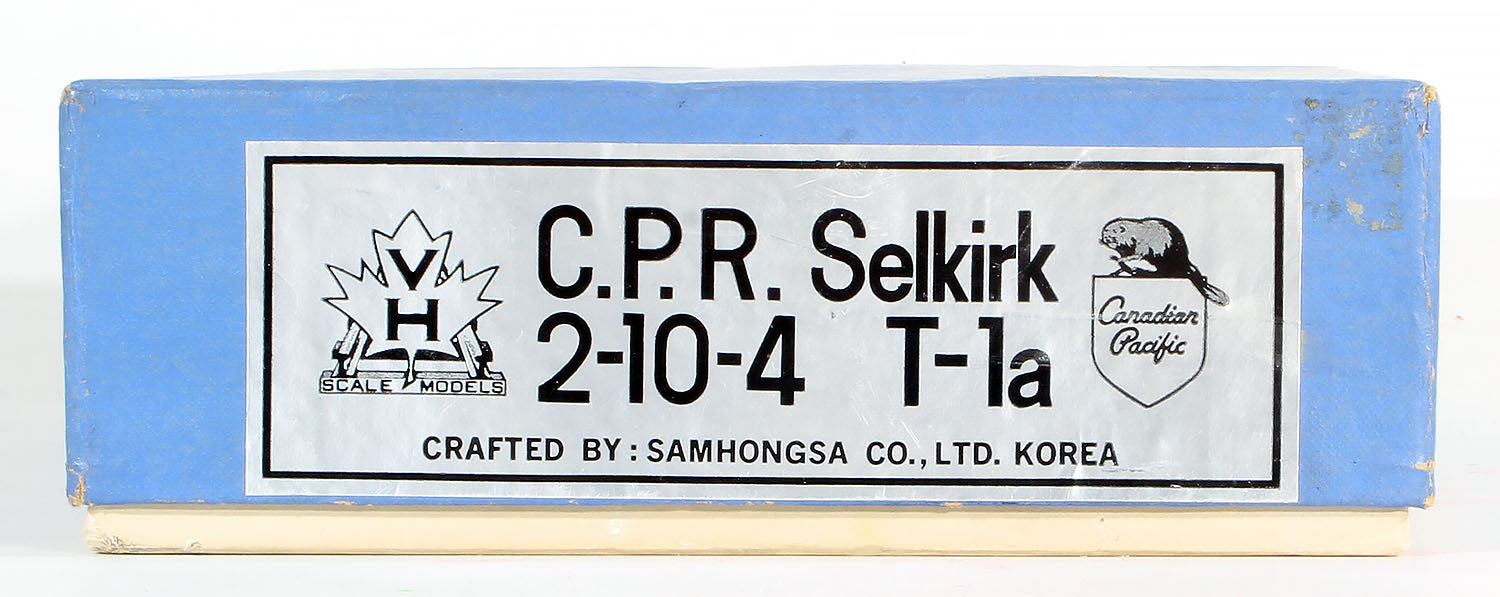 V
H
SCALE MODELS
C.P.R. Selkirk
2-10-4 T-1a
Canadian
Pacific
CRAFTED BY: SAMHONGSA CO., LTD. KOREA